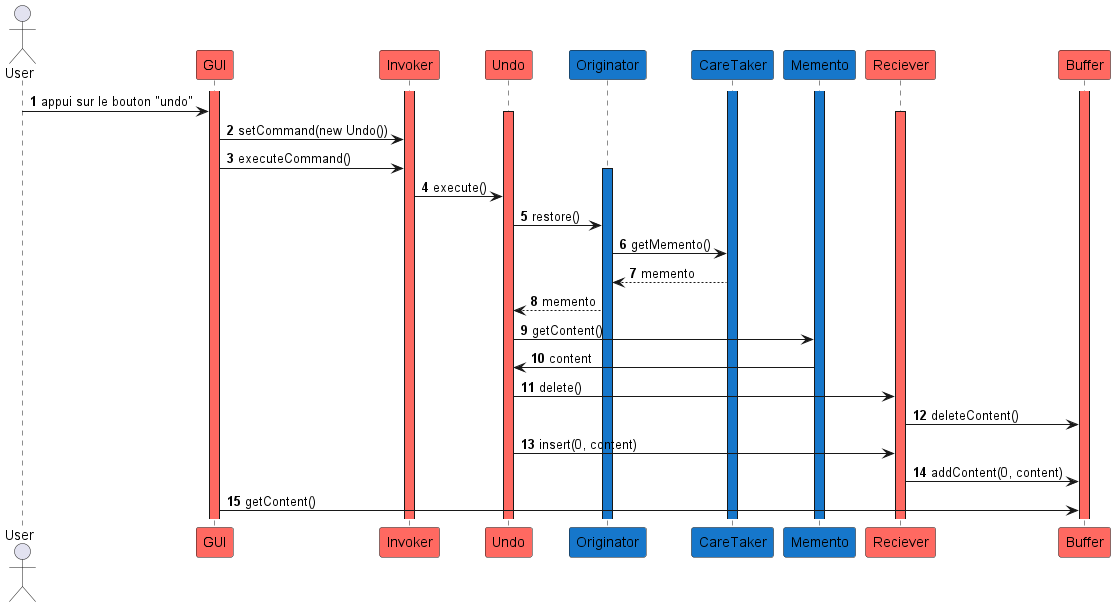 User
GUI
Invoker
Undo
Originator
CareTaker
Memento
Reciever
Buffer
1 appui sur le bouton "undo"
2 setCommand(new Undo())
3 executeCommand()
4 execute()
5 restore()
6 getMemento()
7 memento
8 memento
9 getContent()
10 content
11 delete()
12 deleteContent()
13 insert(0, content)
14 addContent(0, content)
15 getContent()
User
GUI
Invoker
Undo
Originator
CareTaker
Memento
Reciever
Buffer